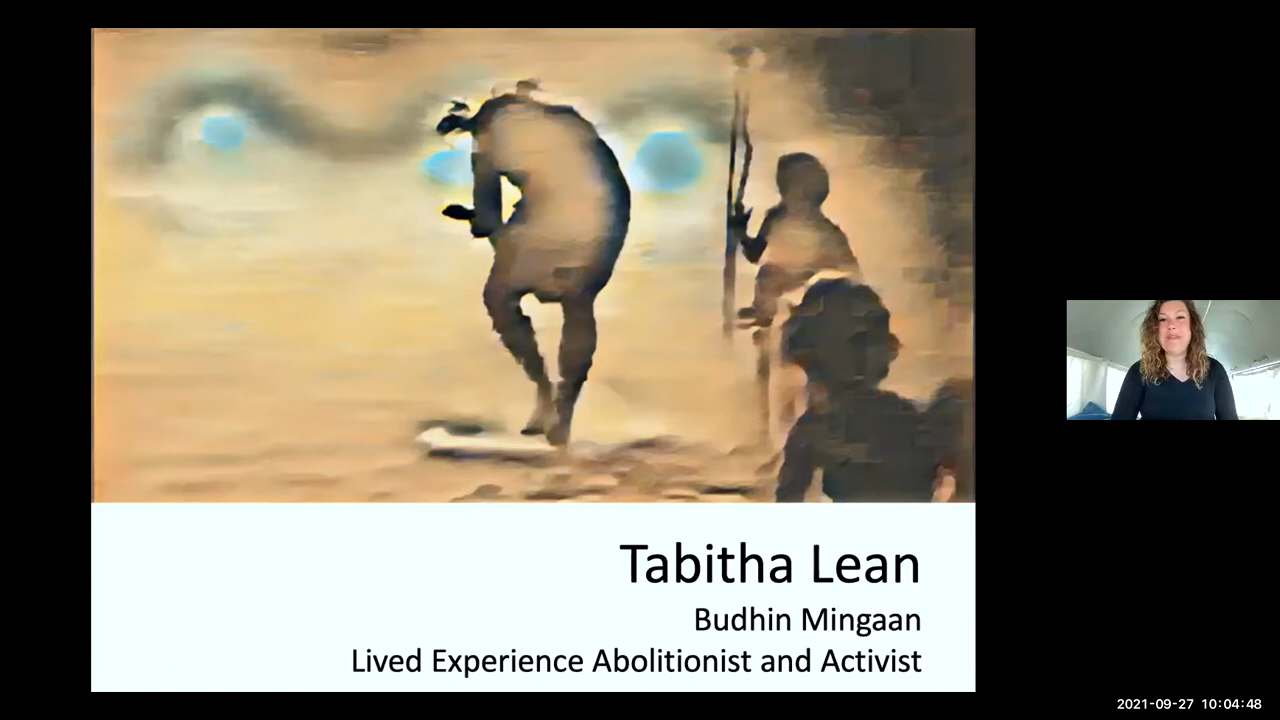 Tabitha Lean
Budhin Mingaan
Lived Experience Abolitionist and Activist
2021-09-27 10:04:48